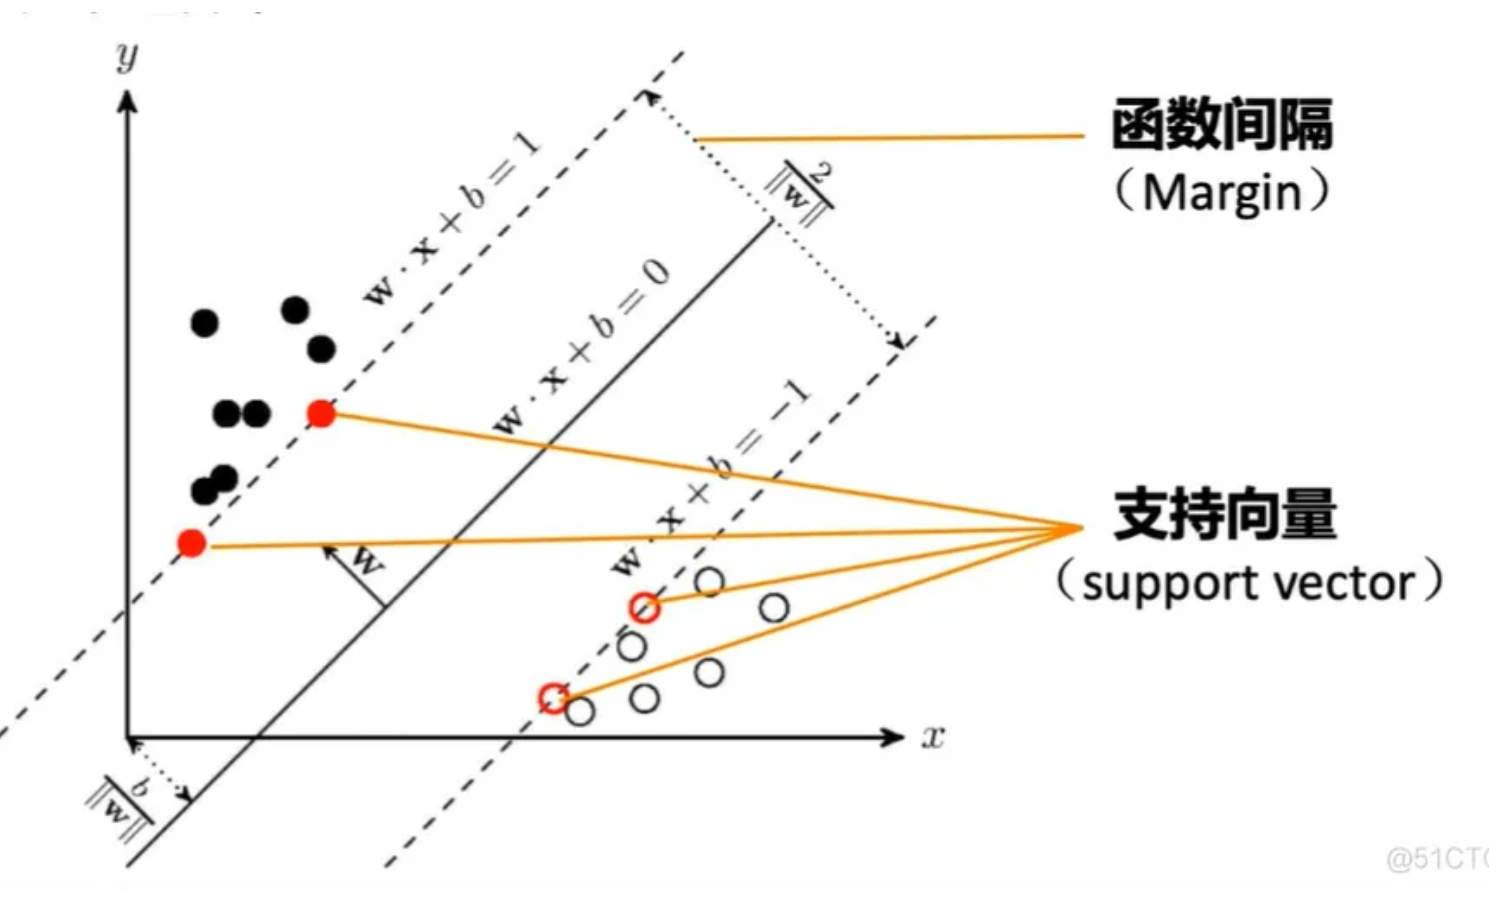 y
函数间隔
（Margin）
w · x + b = 1
2
‖w‖
w · x + b = 0
w · x + b = −1
支持向量
（support vector）
w
x
b
‖w‖
@51CTO